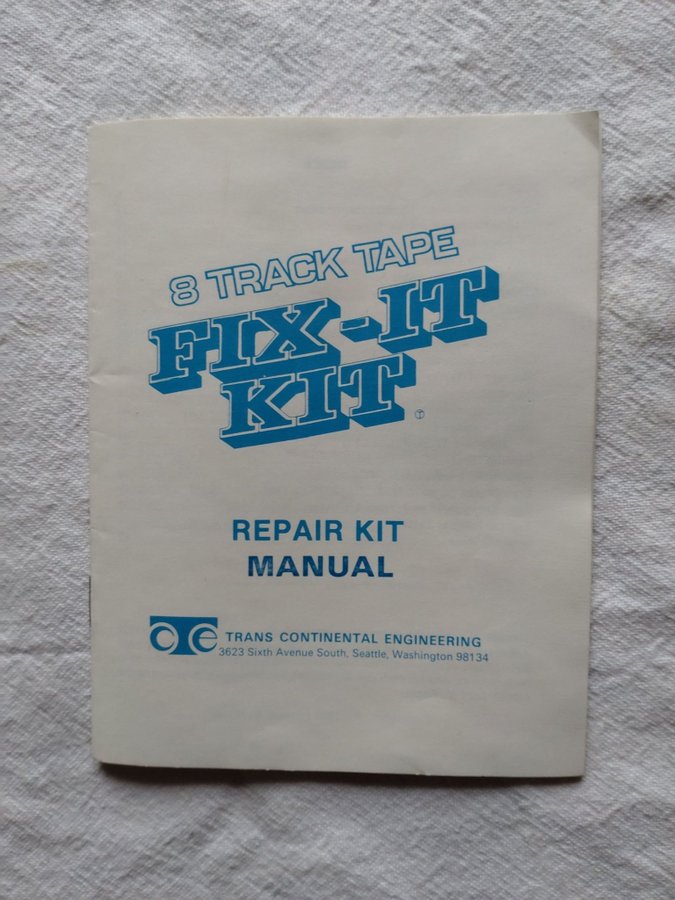 8 TRACK TAPE
FIX-IT
KIT
REPAIR KIT
MANUAL
cTe TRANS CONTINENTAL ENGINEERING
3623 Sixth Avenue South, Seattle, Washington 98134